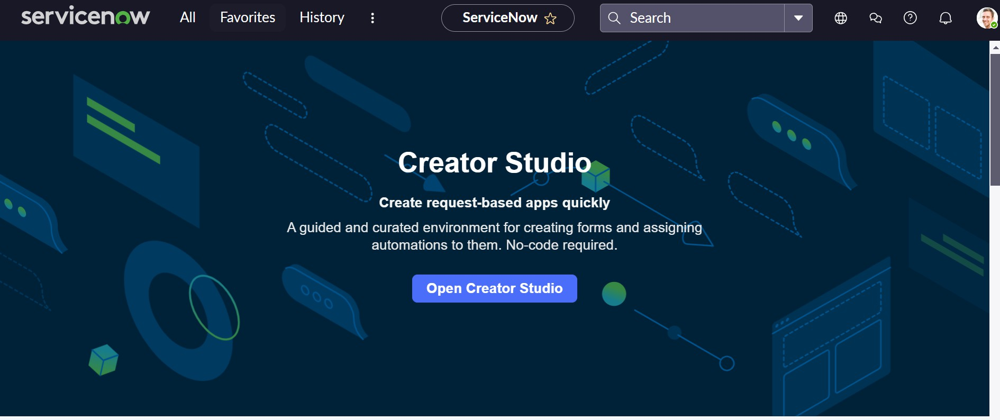 servicenow
All
Favorites
History
ServiceNow
Search
Creator Studio
Create request-based apps quickly
A guided and curated environment for creating forms and assigning
automations to them. No-code required.
Open Creator Studio